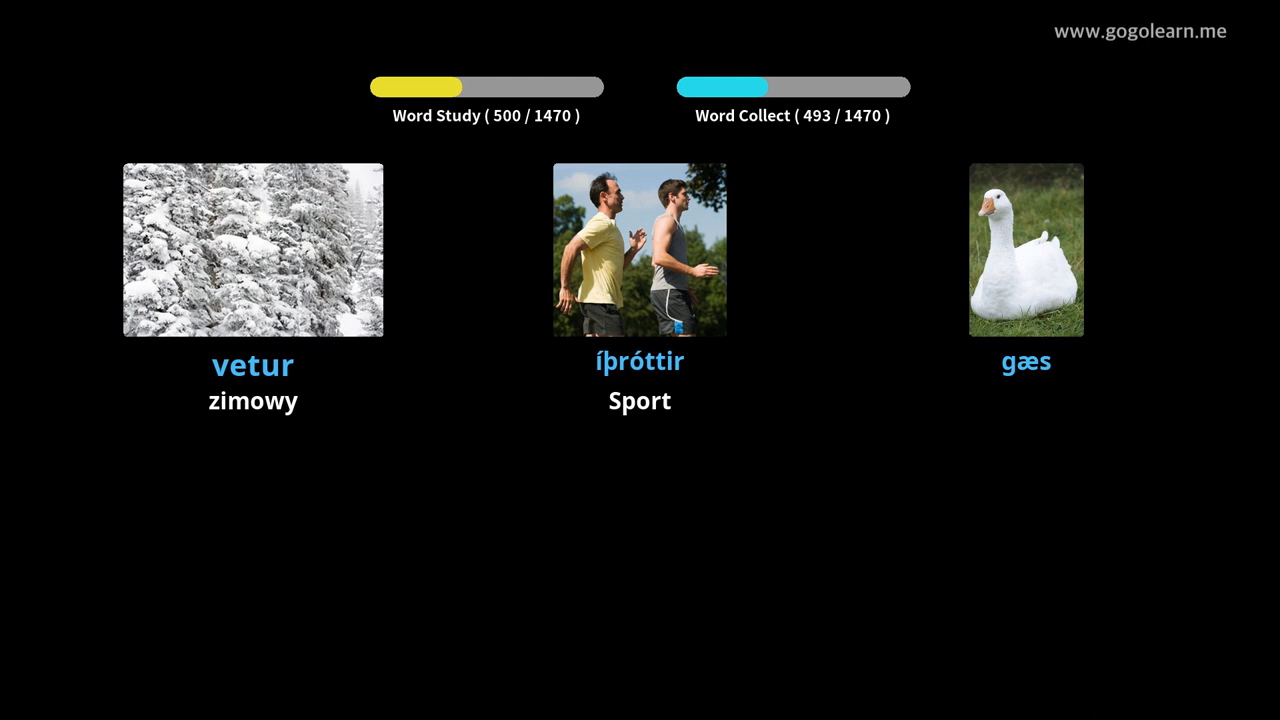 www.gogolearn.me
Word Study ( 500 / 1470 )
Word Collect ( 493 / 1470 )
vetur
zimowy
íþróttir
Sport
gæs